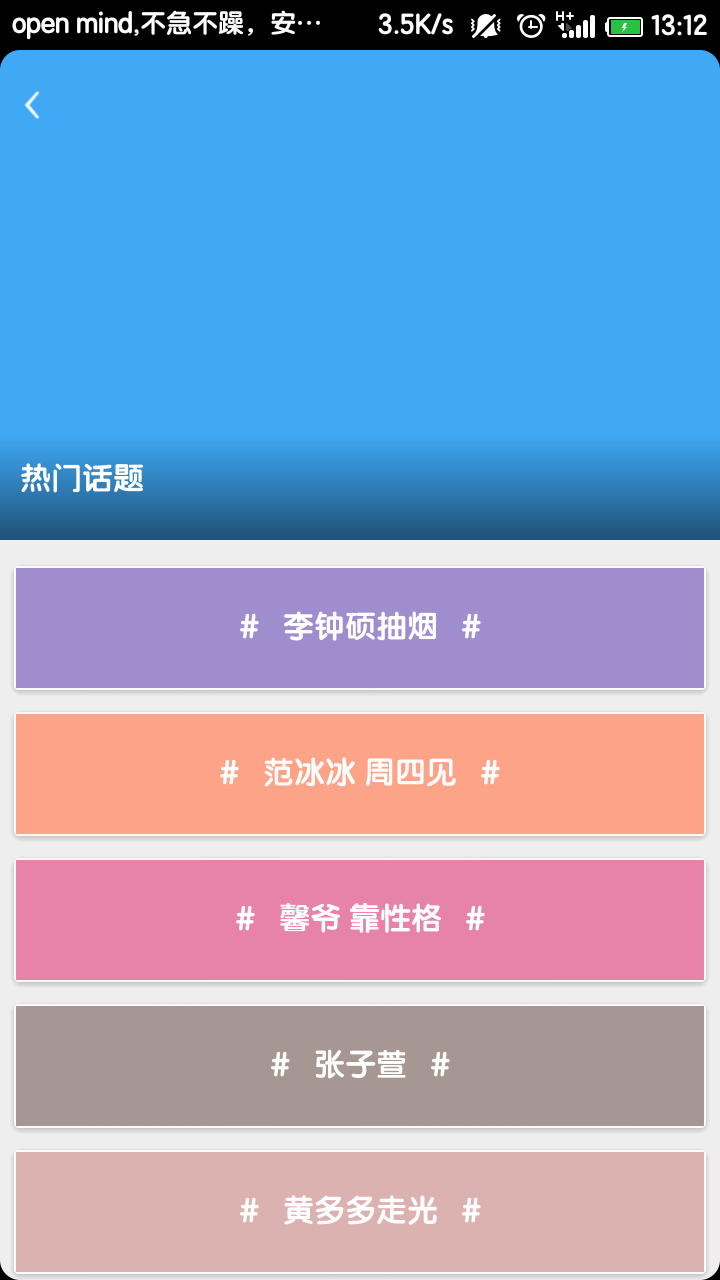 open mind,不急不躁，安… 3.5K/s H+ 13:12
热门话题
# 李钟硕抽烟 #
# 范冰冰 周四见 #
# 馨爷 靠性格 #
# 张子萱 #
# 黄多多走光 #